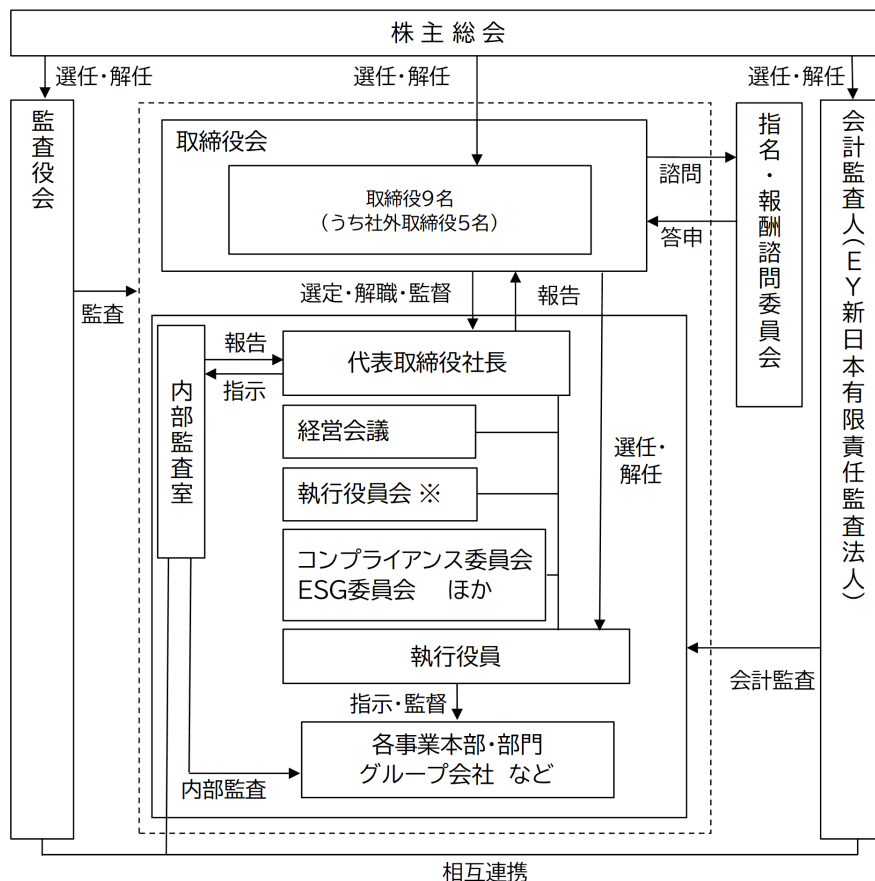 株主総会
選任・解任
選任・解任
選任・解任
監査役会
取締役会
取締役9名
（うち社外取締役5名）
諮問
答申
指名・報酬諮問委員会
会計監査人（EY新日本有限責任監査法人）
監査
選定・解職・監督
報告
内部監査室
報告
指示
代表取締役社長
経営会議
執行役員会 ※
選任・
解任
コンプライアンス委員会
ESG委員会　ほか
執行役員
会計監査
指示・監督
各事業本部・部門
グループ会社 など
内部監査
相互連携